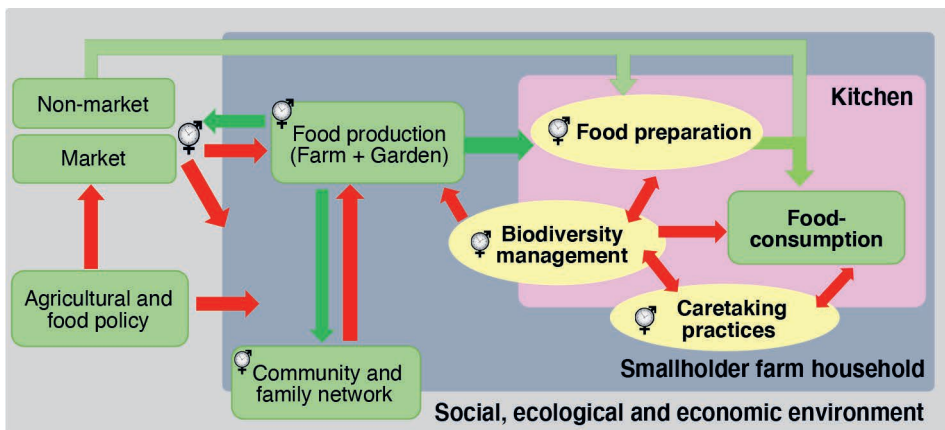 Non-market
Market
Agricultural and
food policy
Food production
(Farm + Garden)
Community and
family network
Kitchen
Food preparation
Biodiversity
management
Food-
consumption
Caretaking
practices
Smallholder farm household
Social, ecological and economic environment